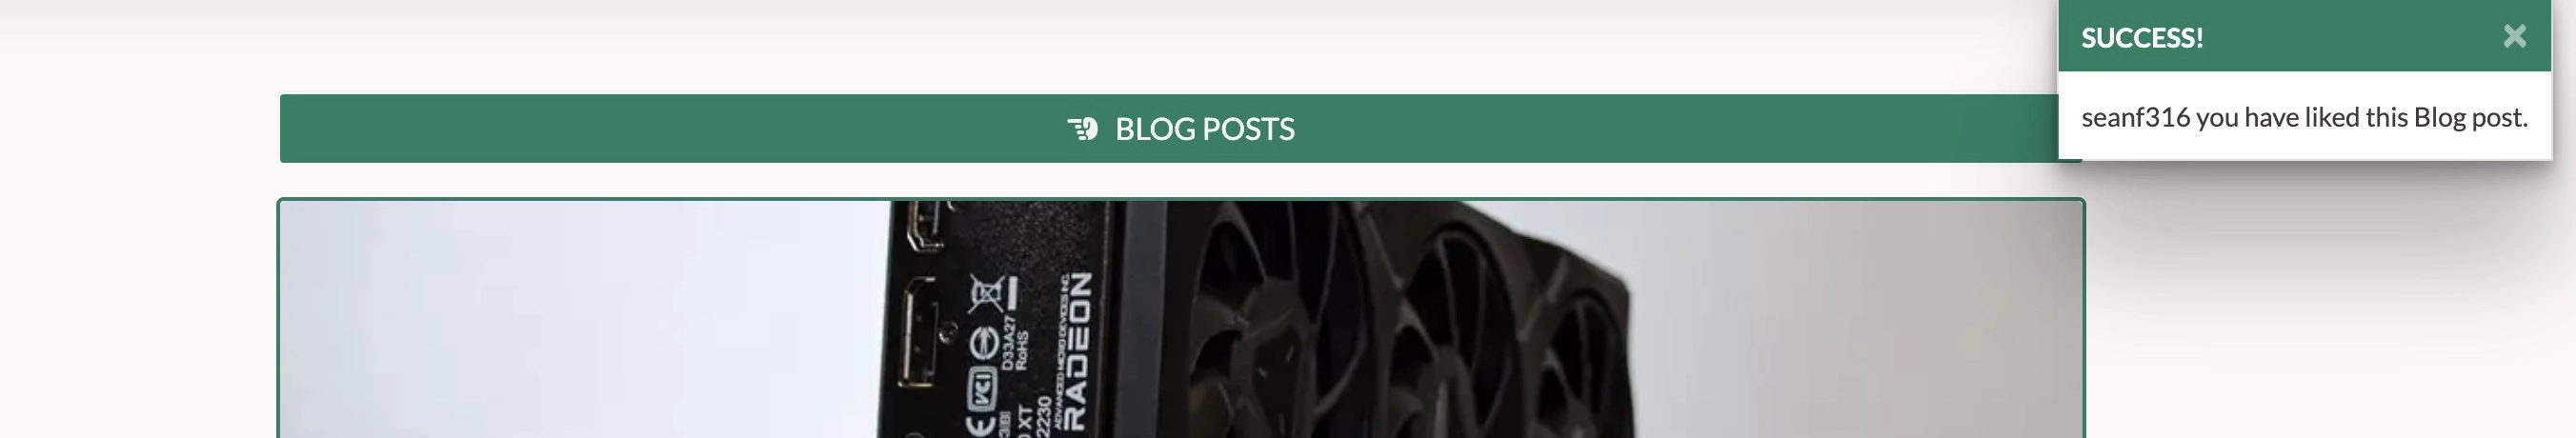 SUCCESS!
seanf316 you have liked this Blog post.
BLOG POSTS
D33A27
RoHS
ADVANCED MICRO DEVICES INC.
RADEON
XT
2230
CE